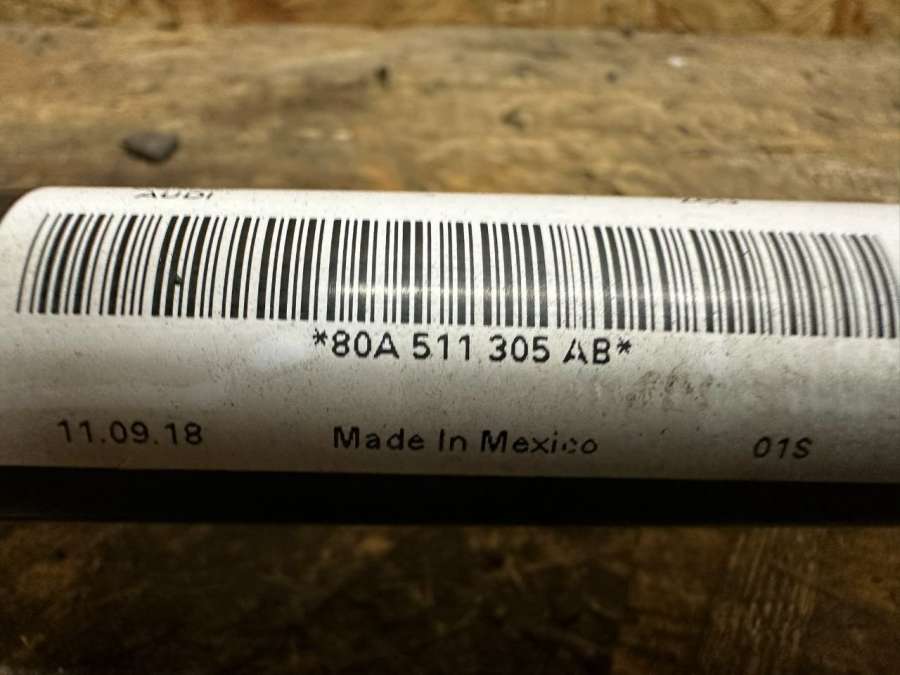 AUDI
*80A 511 305 AB*
11.09.18 Made In Mexico 01S